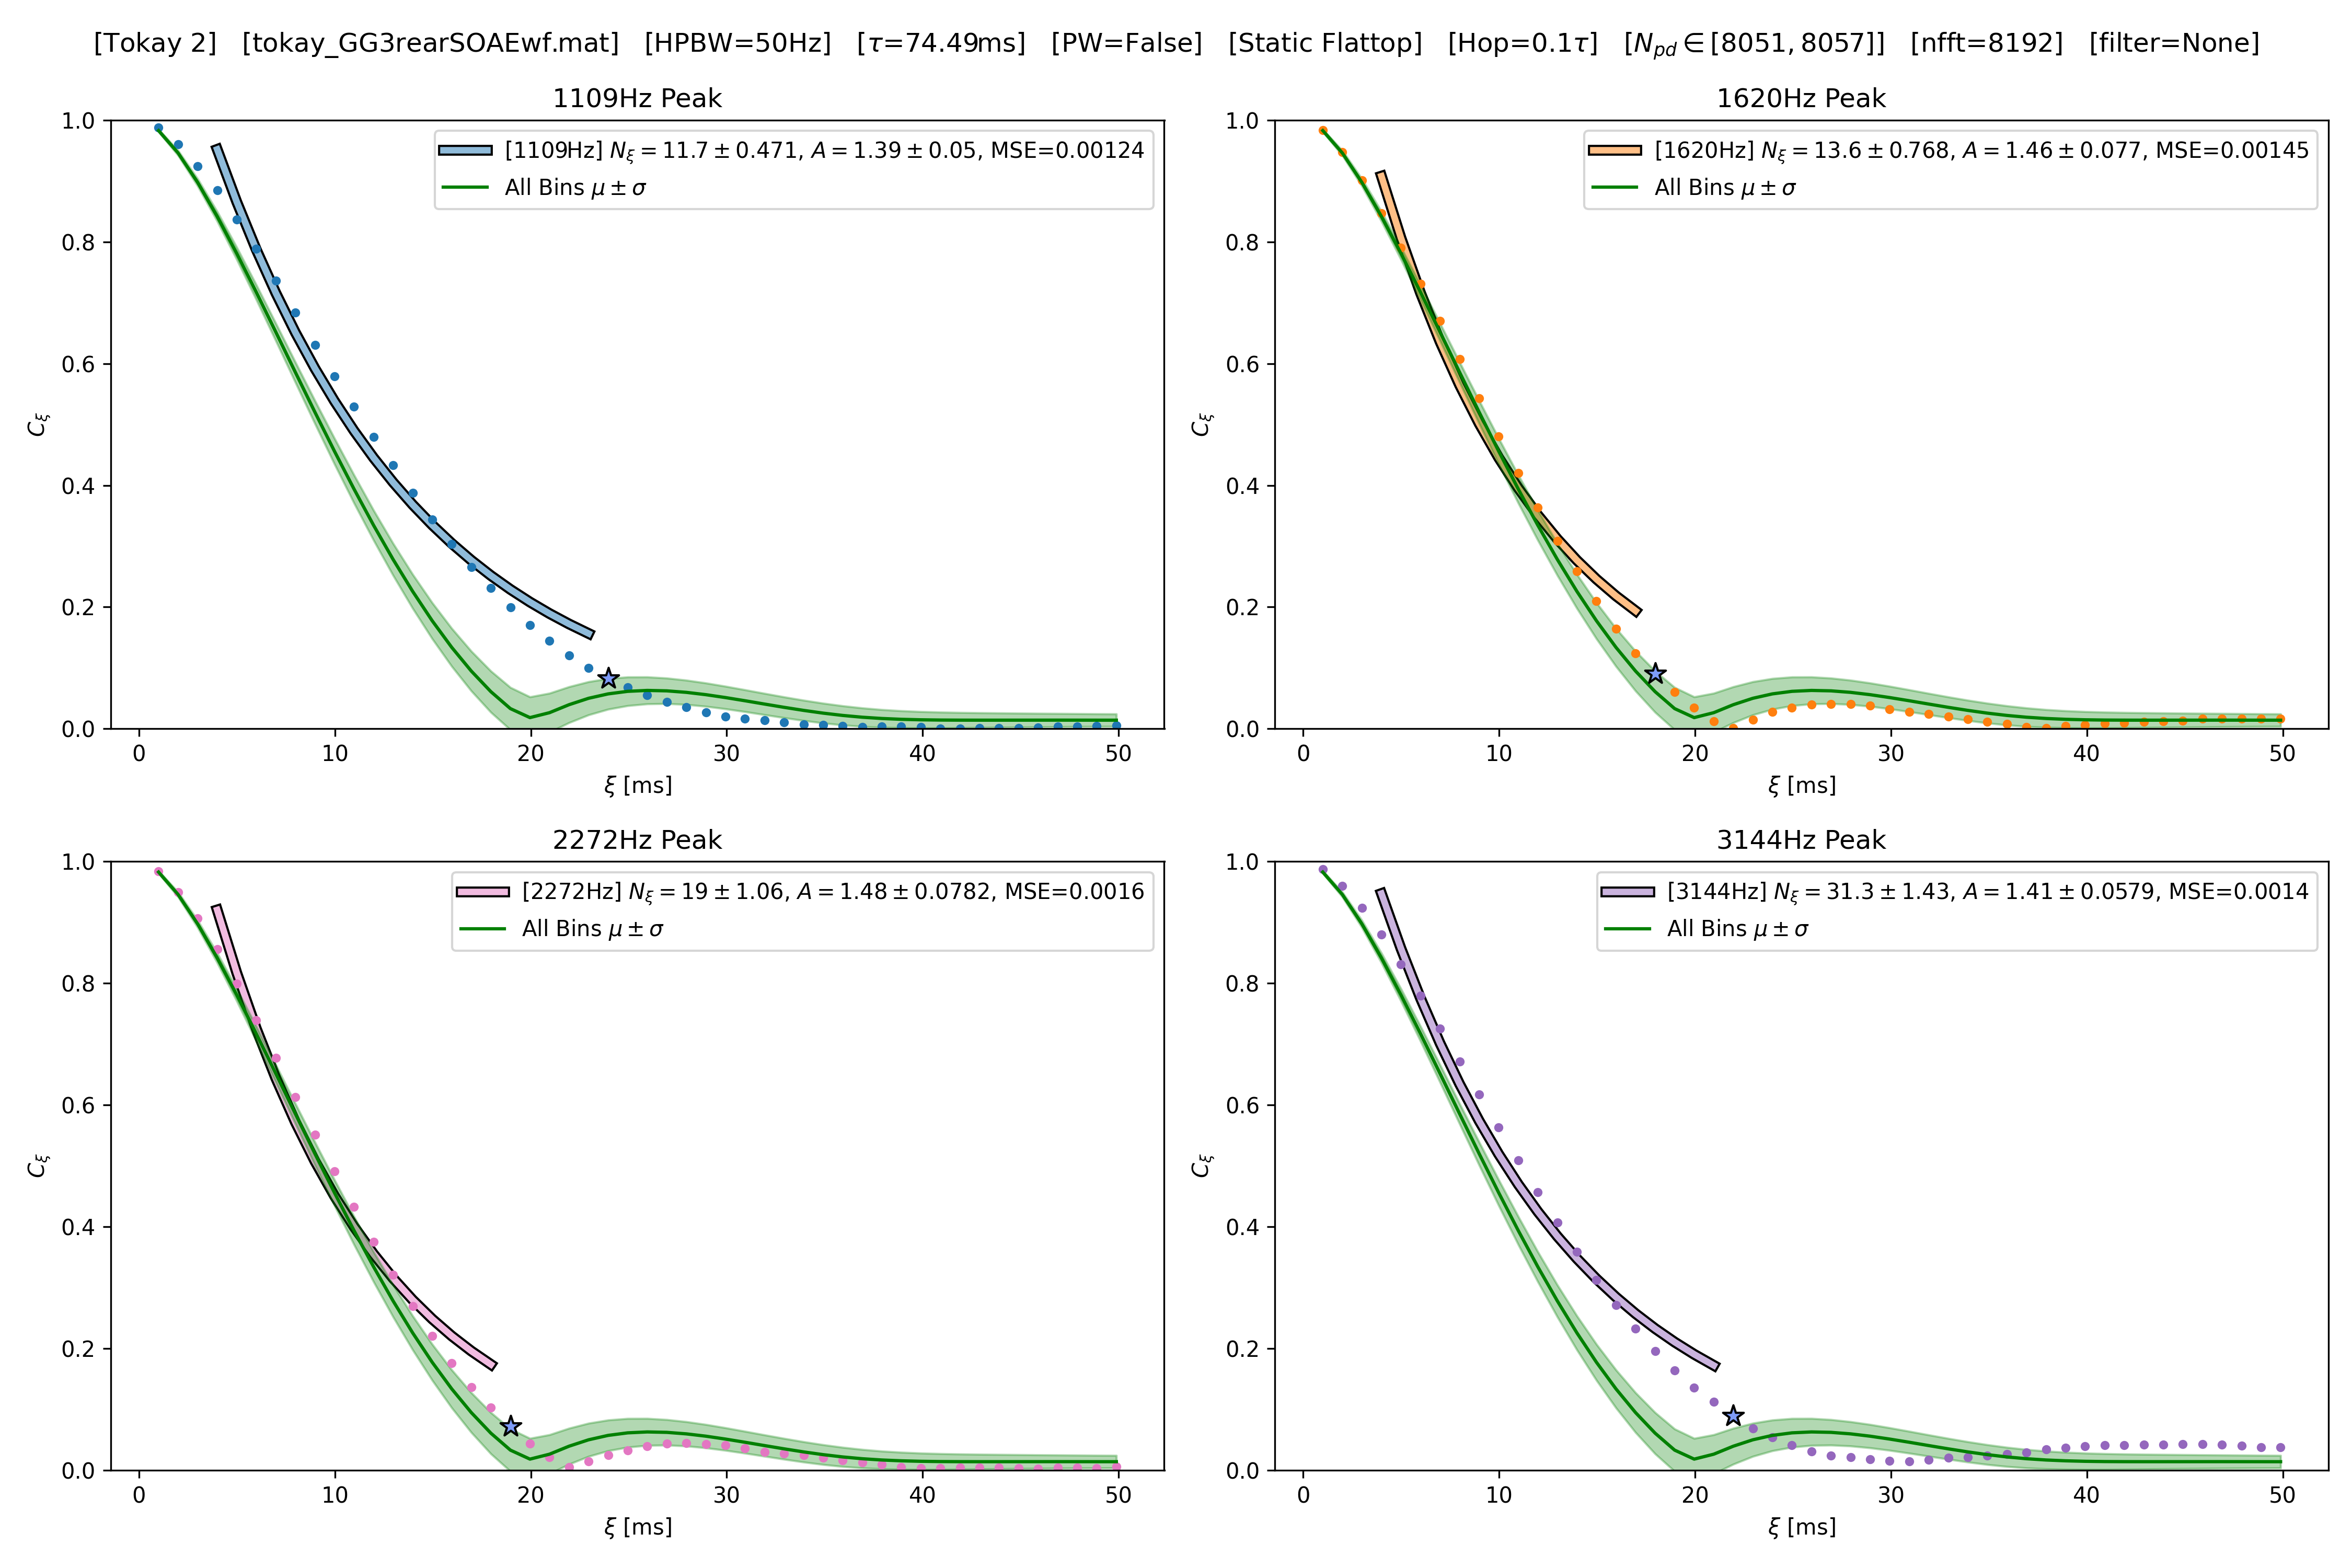 [Tokay 2] [tokay_GG3rearSOAEwf.mat] [HPBW=50Hz] [τ=74.49ms] [PW=False] [Static Flattop] [Hop=0.1τ] [N_pd ∈ [8051, 8057]] [nfft=8192] [filter=None]
1109Hz Peak
1.0
0.8
0.6
0.4
0.2
0.0
C_ξ
[1109Hz] N_ξ = 11.7 ± 0.471, A = 1.39 ± 0.05, MSE=0.00124
All Bins μ ± σ
0 10 20 30 40 50
ξ [ms]
1620Hz Peak
1.0
0.8
0.6
0.4
0.2
0.0
C_ξ
[1620Hz] N_ξ = 13.6 ± 0.768, A = 1.46 ± 0.077, MSE=0.00145
All Bins μ ± σ
0 10 20 30 40 50
ξ [ms]
2272Hz Peak
1.0
0.8
0.6
0.4
0.2
0.0
C_ξ
[2272Hz] N_ξ = 19 ± 1.06, A = 1.48 ± 0.0782, MSE=0.0016
All Bins μ ± σ
0 10 20 30 40 50
ξ [ms]
3144Hz Peak
1.0
0.8
0.6
0.4
0.2
0.0
C_ξ
[3144Hz] N_ξ = 31.3 ± 1.43, A = 1.41 ± 0.0579, MSE=0.0014
All Bins μ ± σ
0 10 20 30 40 50
ξ [ms]